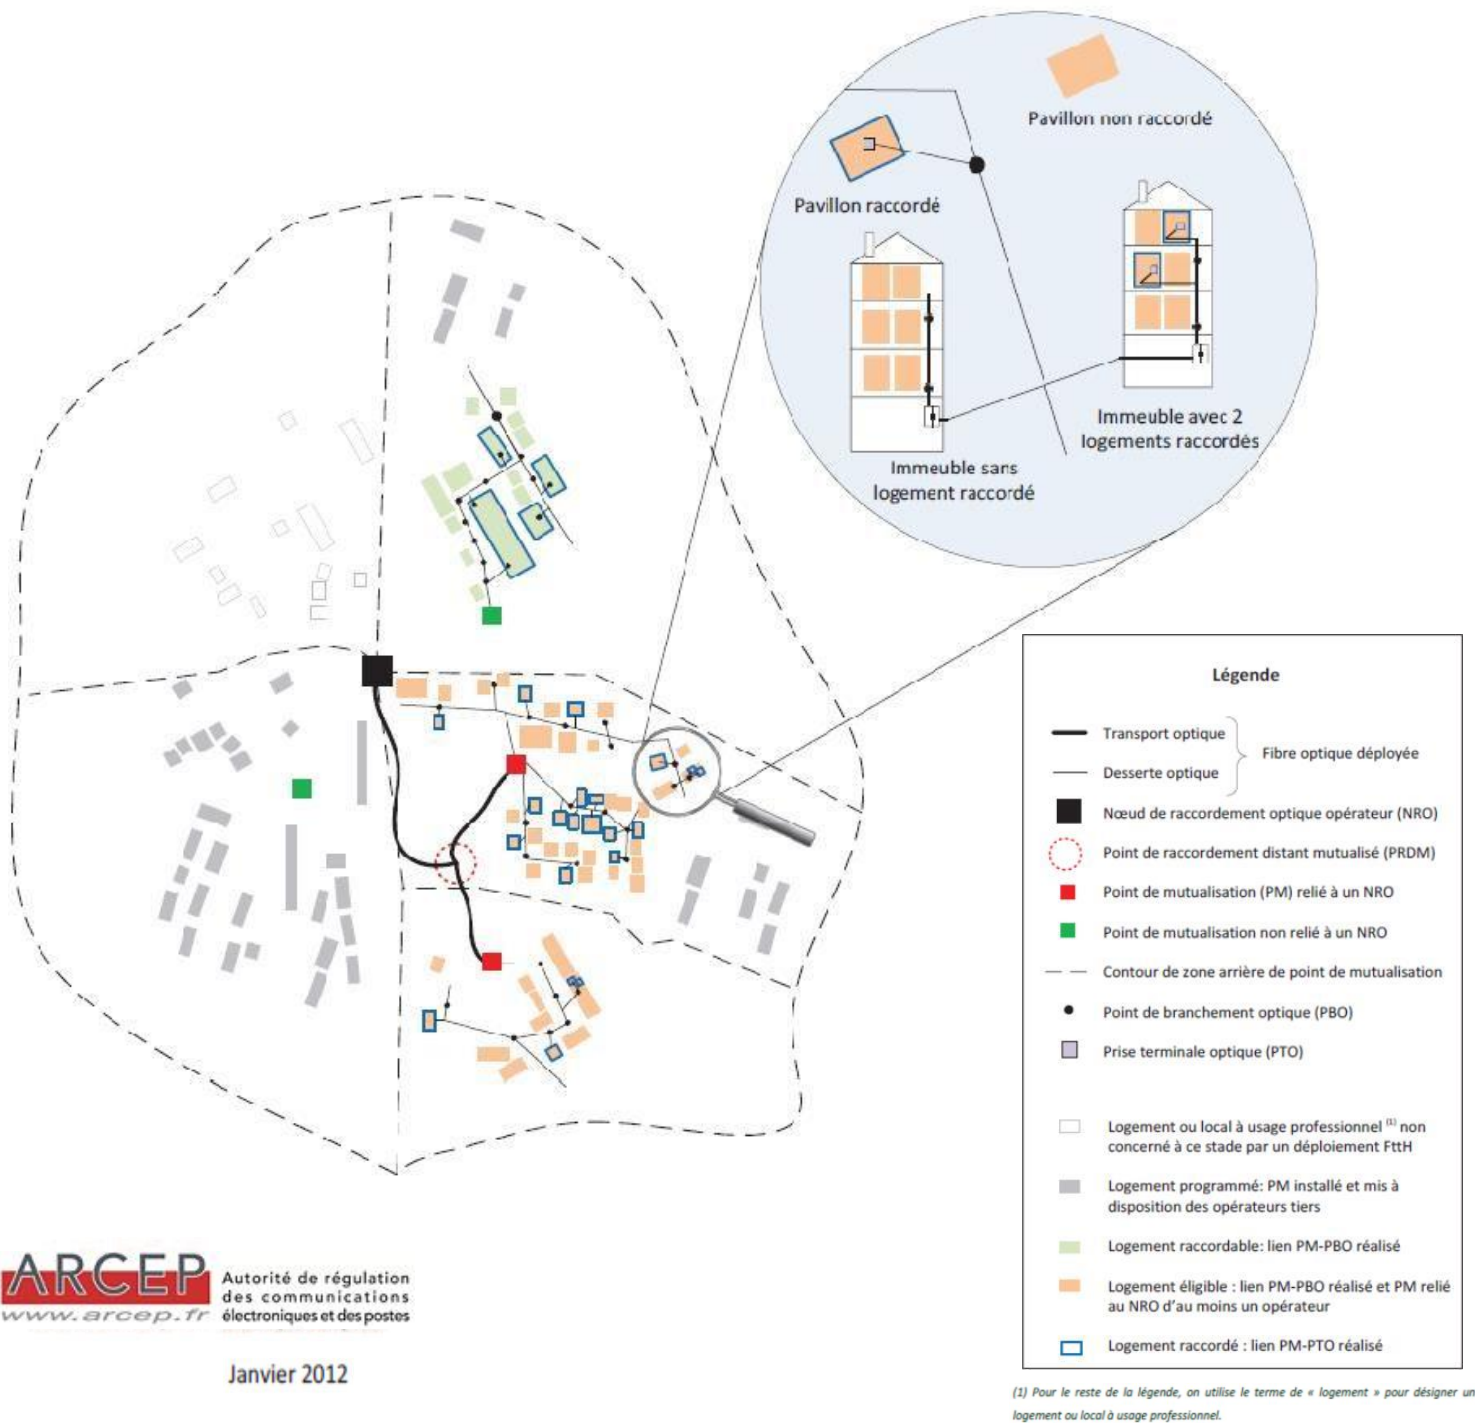 Pavillon non raccordé
Pavillon raccordé
Immeuble avec 2
logements raccordés
Immeuble sans
logement raccordé
Légende
Transport optique
Fibre optique déployée
Desserte optique
Nœud de raccordement optique opérateur (NRO)
Point de raccordement distant mutualisé (PRDM)
Point de mutualisation (PM) relié à un NRO
Point de mutualisation non relié à un NRO
Contour de zone arrière de point de mutualisation
Point de branchement optique (PBO)
Prise terminale optique (PTO)
Logement ou local à usage professionnel (1) non
concerné à ce stade par un déploiement FttH
Logement programmé: PM installé et mis à
disposition des opérateurs tiers
Logement raccordable: lien PM-PBO réalisé
Logement éligible : lien PM-PBO réalisé et PM relié
au NRO d'au moins un opérateur
Logement raccordé : lien PM-PTO réalisé
(1) Pour le reste de la légende, on utilise le terme de « logement » pour désigner un
logement ou local à usage professionnel.
ARCEP
www.arcep.fr
Autorité de régulation
des communications
électroniques et des postes
Janvier 2012